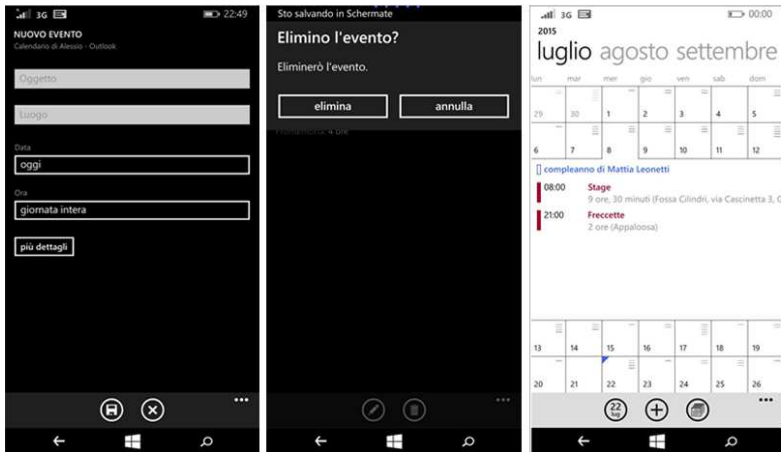 3G
22:49
NUOVO EVENTO
Calendario di Alessio - Outlook
Oggetto
Luogo
Data
oggi
Ora
giornata intera
più dettagli
Sto salvando in Schermate
Elimino l'evento?
Eliminerò l'evento.
elimina annulla
Promemoria: 4 ore
3G
00:00
2015
luglio agosto settembre
lun mar mer gio ven sab dom
29 30 1 2 3 4 5
6 7 8 9 10 11 12
compleanno di Mattia Leonetti
08:00 Stage
9 ore, 30 minuti (Fossa Cilindri, via Cascinetta 3,
21:00 Freccette
2 ore (Appaloosa)
13 14 15 16 17 18 19
20 21 22 23 24 25 26
22
lug